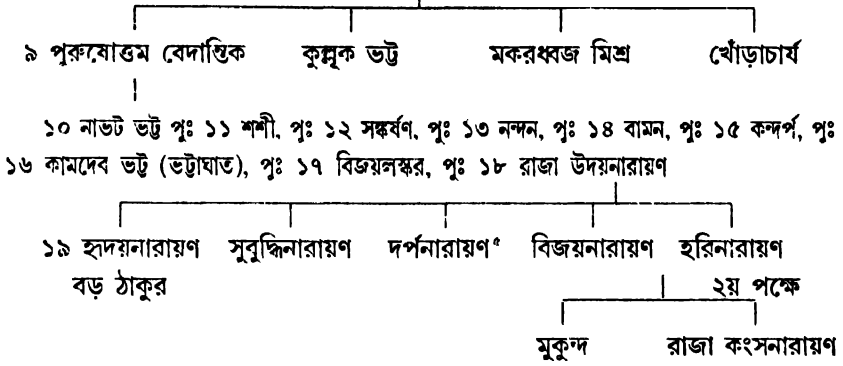 ৯ পুরুষোত্তম বেদান্তিক কুল্লূক ভট্ট মকরধ্বজ মিশ্র খোঁড়াচার্য
১০ নাভট ভট্ট পুঃ ১১ শশী, পুঃ ১২ সঙ্কর্ষণ, পুঃ ১৩ নন্দন, পুঃ ১৪ বামন, পুঃ ১৫ কন্দর্প, পুঃ
১৬ কামদেব ভট্ট (ভট্টাঘাত), পুঃ ১৭ বিজয়লস্কর, পুঃ ১৮ রাজা উদয়নারায়ণ
১৯ হৃদয়নারায়ণ সুবুদ্ধিনারায়ণ দর্পনারায়ণ⁵ বিজয়নারায়ণ হরিনারায়ণ
বড় ঠাকুর ২য় পক্ষে
মুকুন্দ রাজা কংসনারায়ণ